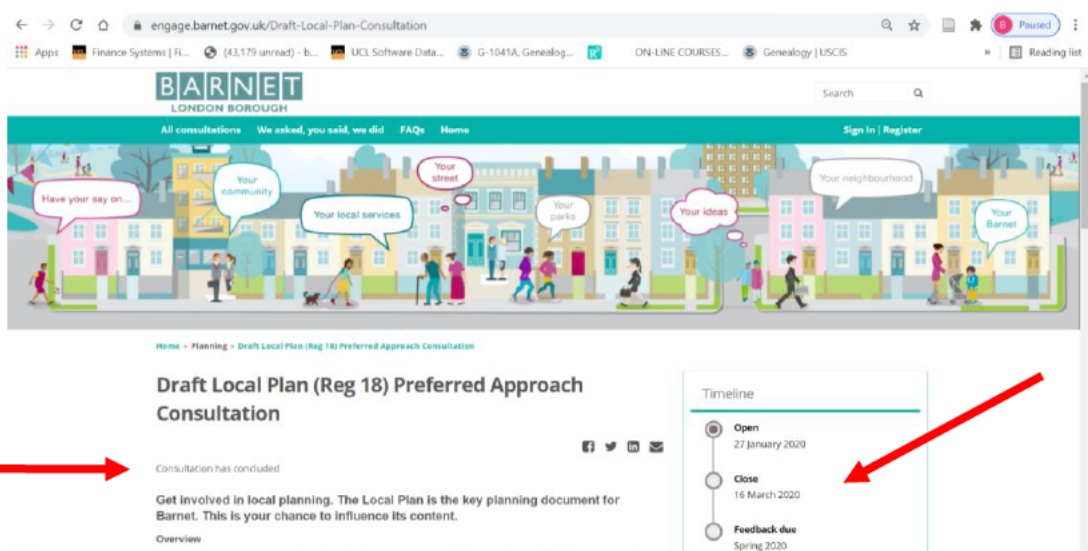 engage.barnet.gov.uk/Draft-Local-Plan-Consultation
B Paused
Apps Finance Systems | Fi... (43,179 unread) - b... UCL Software Data... G-1041A, Genealog... ON-LINE COURSES... Genealogy | USCIS » Reading list
BARNET
LONDON BOROUGH
Search
All consultations We asked, you said, we did FAQs Home Sign In | Register
Have your say on...
Your community
Your local services
Your street
Your parks
Your ideas
Your neighbourhood
Your Barnet
Home » Planning » Draft Local Plan (Reg 18) Preferred Approach Consultation
Draft Local Plan (Reg 18) Preferred Approach
Consultation
Consultation has concluded
Get involved in local planning. The Local Plan is the key planning document for
Barnet. This is your chance to influence its content.
Overview
Timeline
Open
27 January 2020
Close
16 March 2020
Feedback due
Spring 2020